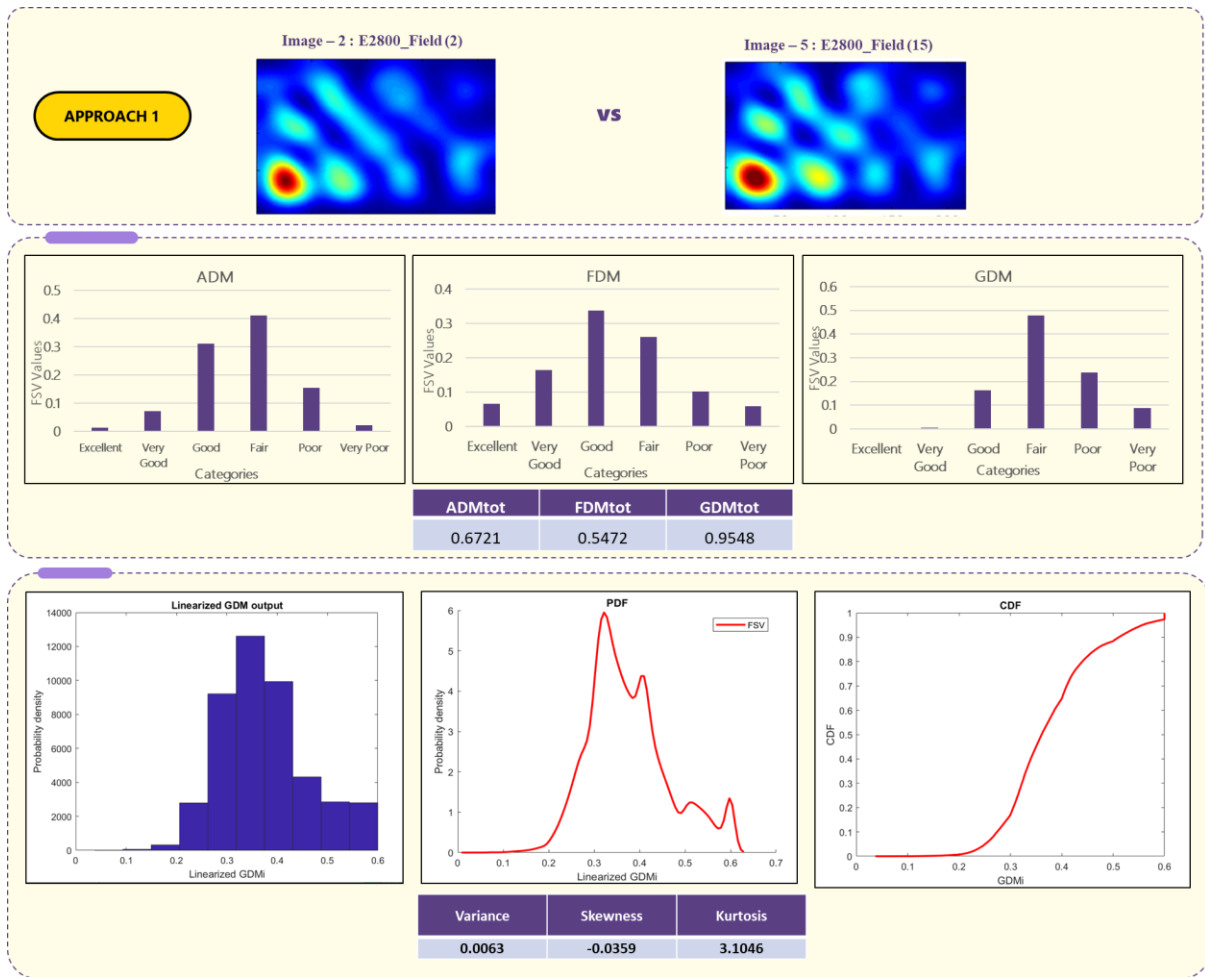 Image – 2 : E2800_Field (2)
Image – 5 : E2800_Field (15)
APPROACH 1
vs
ADM
0.5
0.4
0.3
0.2
0.1
0
FSV Values
Excellent Very Good Good Fair Poor Very Poor
Categories
FDM
0.4
0.3
0.2
0.1
0
FSV Values
Excellent Very Good Good Fair Poor Very Poor
Categories
GDM
0.6
0.5
0.4
0.3
0.2
0.1
0
FSV Values
Excellent Very Good Good Fair Poor Very Poor
Categories
ADMtot FDMtot GDMtot
0.6721 0.5472 0.9548
Linearized GDM output
14000
12000
10000
8000
6000
4000
2000
0
Probability density
0 0.1 0.2 0.3 0.4 0.5 0.6
Linearized GDMi
PDF
FSV
6
5
4
3
2
1
0
Probability density
0 0.1 0.2 0.3 0.4 0.5 0.6 0.7
Linearized GDMi
CDF
1
0.9
0.8
0.7
0.6
0.5
0.4
0.3
0.2
0.1
0
CDF
0 0.1 0.2 0.3 0.4 0.5 0.6
GDMi
Variance Skewness Kurtosis
0.0063 -0.0359 3.1046